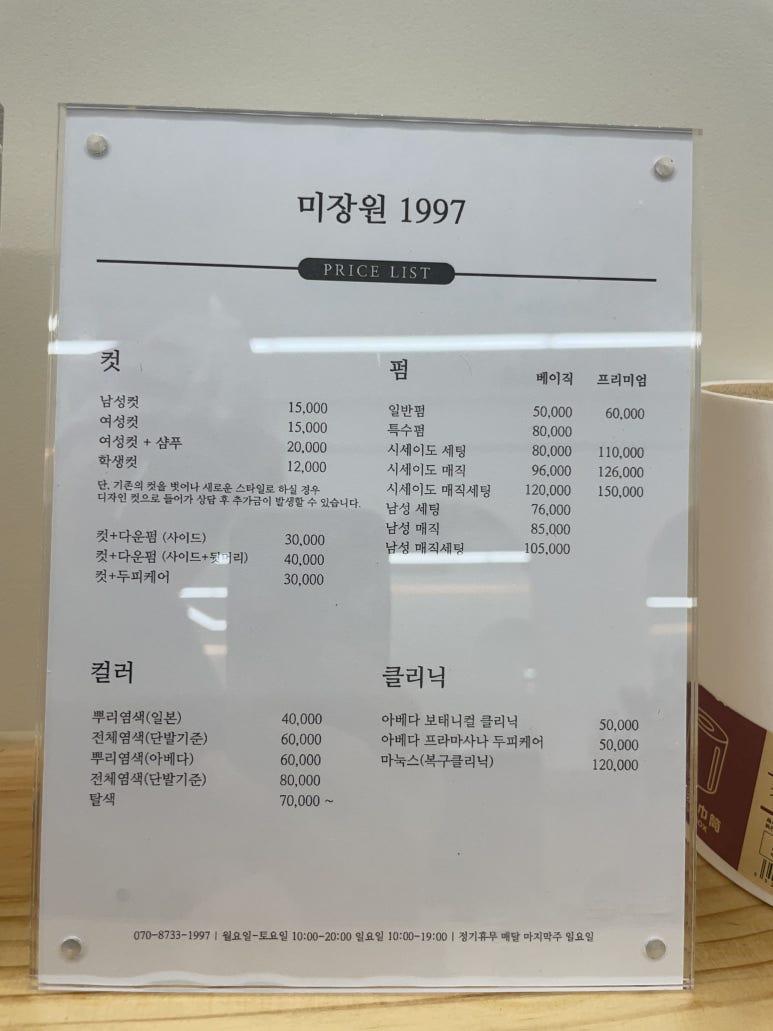 미장원 1997
PRICE LIST
컷
남성컷 15,000
여성컷 15,000
여성컷 + 샴푸 20,000
학생컷 12,000
단, 기존의 컷을 벗어나 새로운 스타일로 하실 경우
디자인 컷으로 들어가 상담 후 추가금이 발생할 수 있습니다.
컷+다운펌 (사이드) 30,000
컷+다운펌 (사이드+뒷머리) 40,000
컷+두피케어 30,000
펌 베이직 프리미엄
일반펌 50,000 60,000
특수펌 80,000
시세이도 세팅 80,000 110,000
시세이도 매직 96,000 126,000
시세이도 매직세팅 120,000 150,000
남성 세팅 76,000
남성 매직 85,000
남성 매직세팅 105,000
컬러
뿌리염색(일본) 40,000
전체염색(단발기준) 60,000
뿌리염색(아베다) 60,000
전체염색(단발기준) 80,000
탈색 70,000 ~
클리닉
아베다 보태니컬 클리닉 50,000
아베다 프라마사나 두피케어 50,000
마눅스(복구클리닉) 120,000
070-8733-1997 | 월요일-토요일 10:00-20:00 일요일 10:00-19:00 | 정기휴무 매달 마지막주 일요일